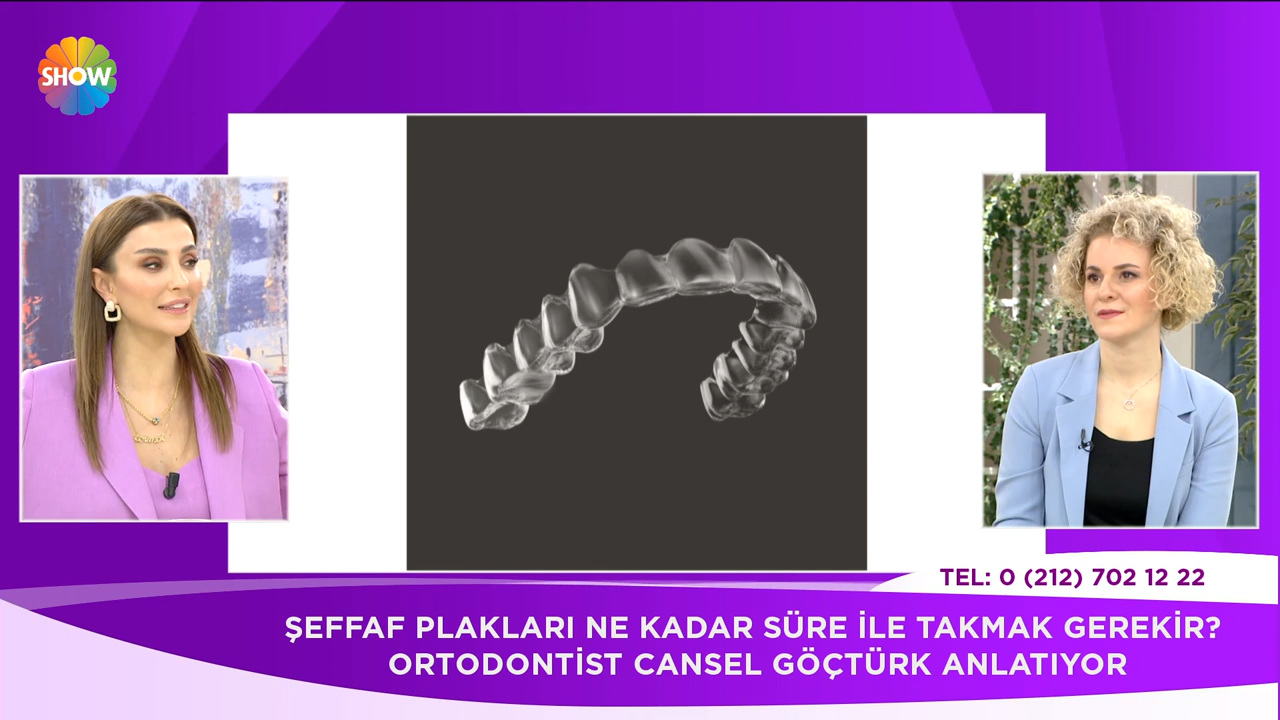 SHOW
TEL: 0 (212) 702 12 22
ŞEFFAF PLAKLARI NE KADAR SÜRE İLE TAKMAK GEREKİR?
ORTODONTİST CANSEL GÖÇTÜRK ANLATIYOR